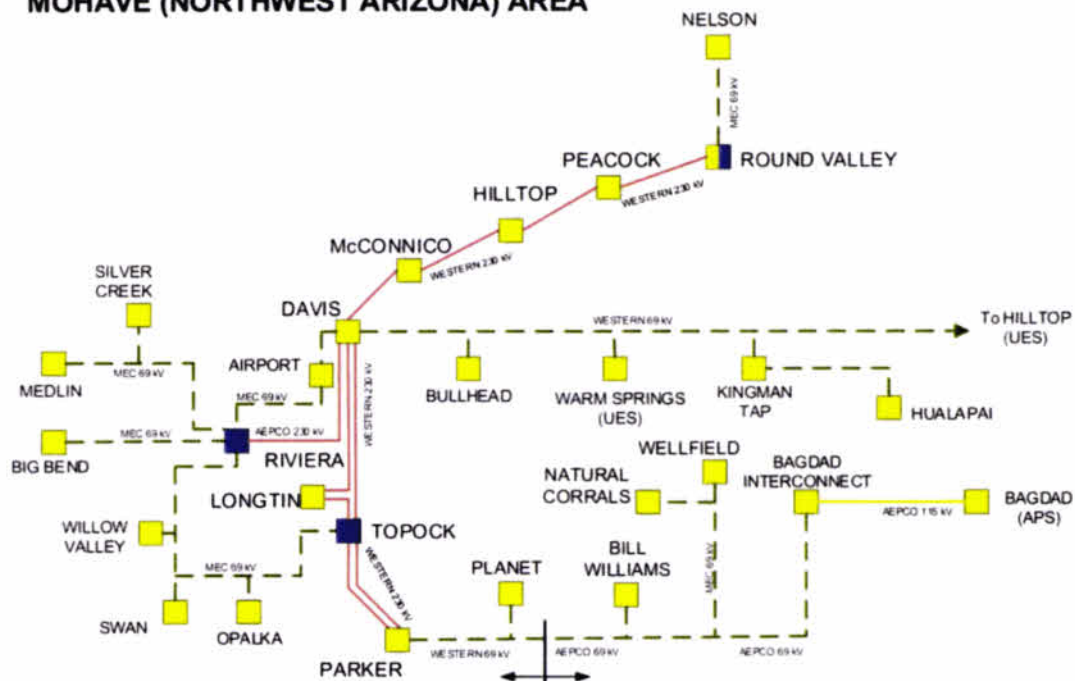 MOHAVE (NORTHWEST ARIZONA) AREA
NELSON
MEC 69 kV
PEACOCK
ROUND VALLEY
HILLTOP
WESTERN 230 kV
McCONNICO
WESTERN 230 kV
SILVER
CREEK
DAVIS
WESTERN 69 kV
To HILLTOP
(UES)
AIRPORT
MEC 69 kV
MEDLIN
MEC 69 kV
BULLHEAD
WARM SPRINGS
(UES)
KINGMAN
TAP
HUALAPAI
WESTERN 230 kV
MEC 69 kV
AEPCO 230 kV
BIG BEND
RIVIERA
WELLFIELD
NATURAL
CORRALS
BAGDAD
INTERCONNECT
LONGTIN
AEPCO 115 kV
BAGDAD
(APS)
WILLOW
VALLEY
TOPOCK
MEC 69 kV
WESTERN 230 kV
PLANET
BILL
WILLIAMS
MEC 69 kV
SWAN
OPALKA
PARKER
WESTERN 69 kV
AEPCO 69 kV
AEPCO 69 kV